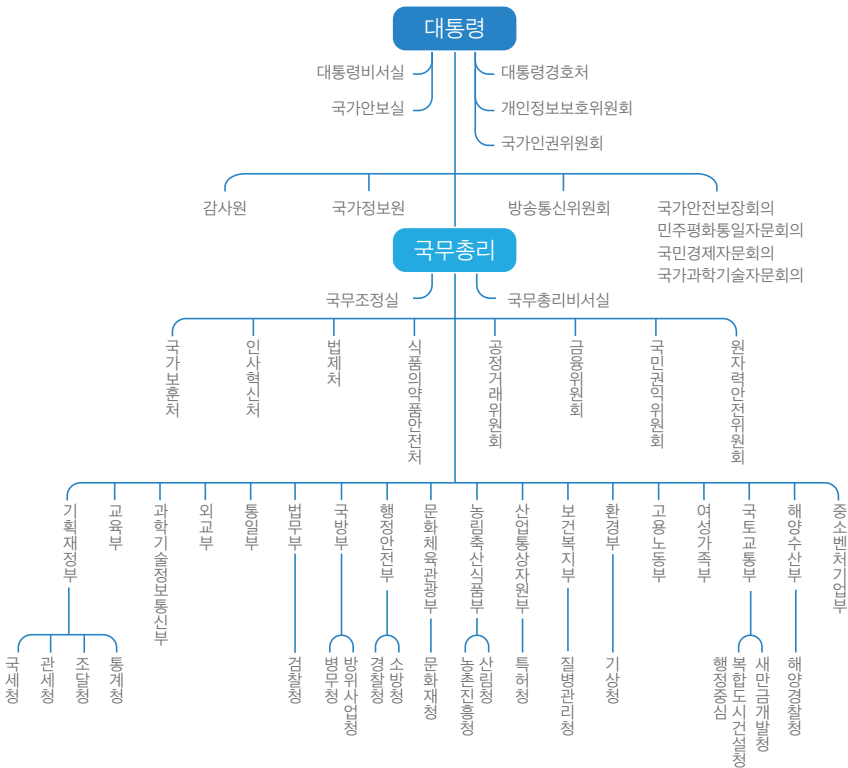 대통령
대통령비서실
대통령경호처
국가안보실
개인정보보호위원회
국가인권위원회
감사원
국가정보원
방송통신위원회
국가안전보장회의
민주평화통일자문회의
국민경제자문회의
국가과학기술자문회의
국무총리
국무조정실
국무총리비서실
국가보훈처
인사혁신처
법제처
식품의약품안전처
공정거래위원회
금융위원회
국민권익위원회
원자력안전위원회
기획재정부
교육부
과학기술정보통신부
외교부
통일부
법무부
국방부
행정안전부
문화체육관광부
농림축산식품부
산업통상자원부
보건복지부
환경부
고용노동부
여성가족부
국토교통부
해양수산부
중소벤처기업부
국세청
관세청
조달청
통계청
검찰청
병무청
방위사업청
경찰청
소방청
문화재청
농촌진흥청
산림청
특허청
질병관리청
기상청
행정중심
복합도시건설청
새만금개발청
해양경찰청